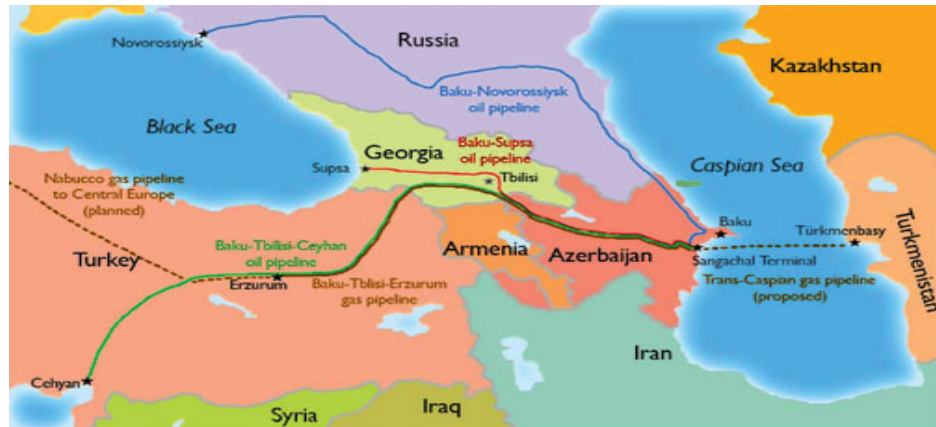 Novorossiysk
Russia
Kazakhstan
Baku-Novorossiysk
oil pipeline
Black Sea
Georgia
Baku-Supsa
oil pipeline
Supsa
Tbilisi
Caspian Sea
Nabucco gas pipeline
to Central Europe
(planned)
Baku
Turkmenbasy
Turkmenistan
Baku-Tbilisi-Ceyhan
oil pipeline
Armenia
Azerbaijan
Sangachal Terminal
Turkey
Erzurum
Baku-Tblisi-Erzurum
gas pipeline
Trans-Caspian gas pipeline
(proposed)
Iran
Cehyan
Syria
Iraq